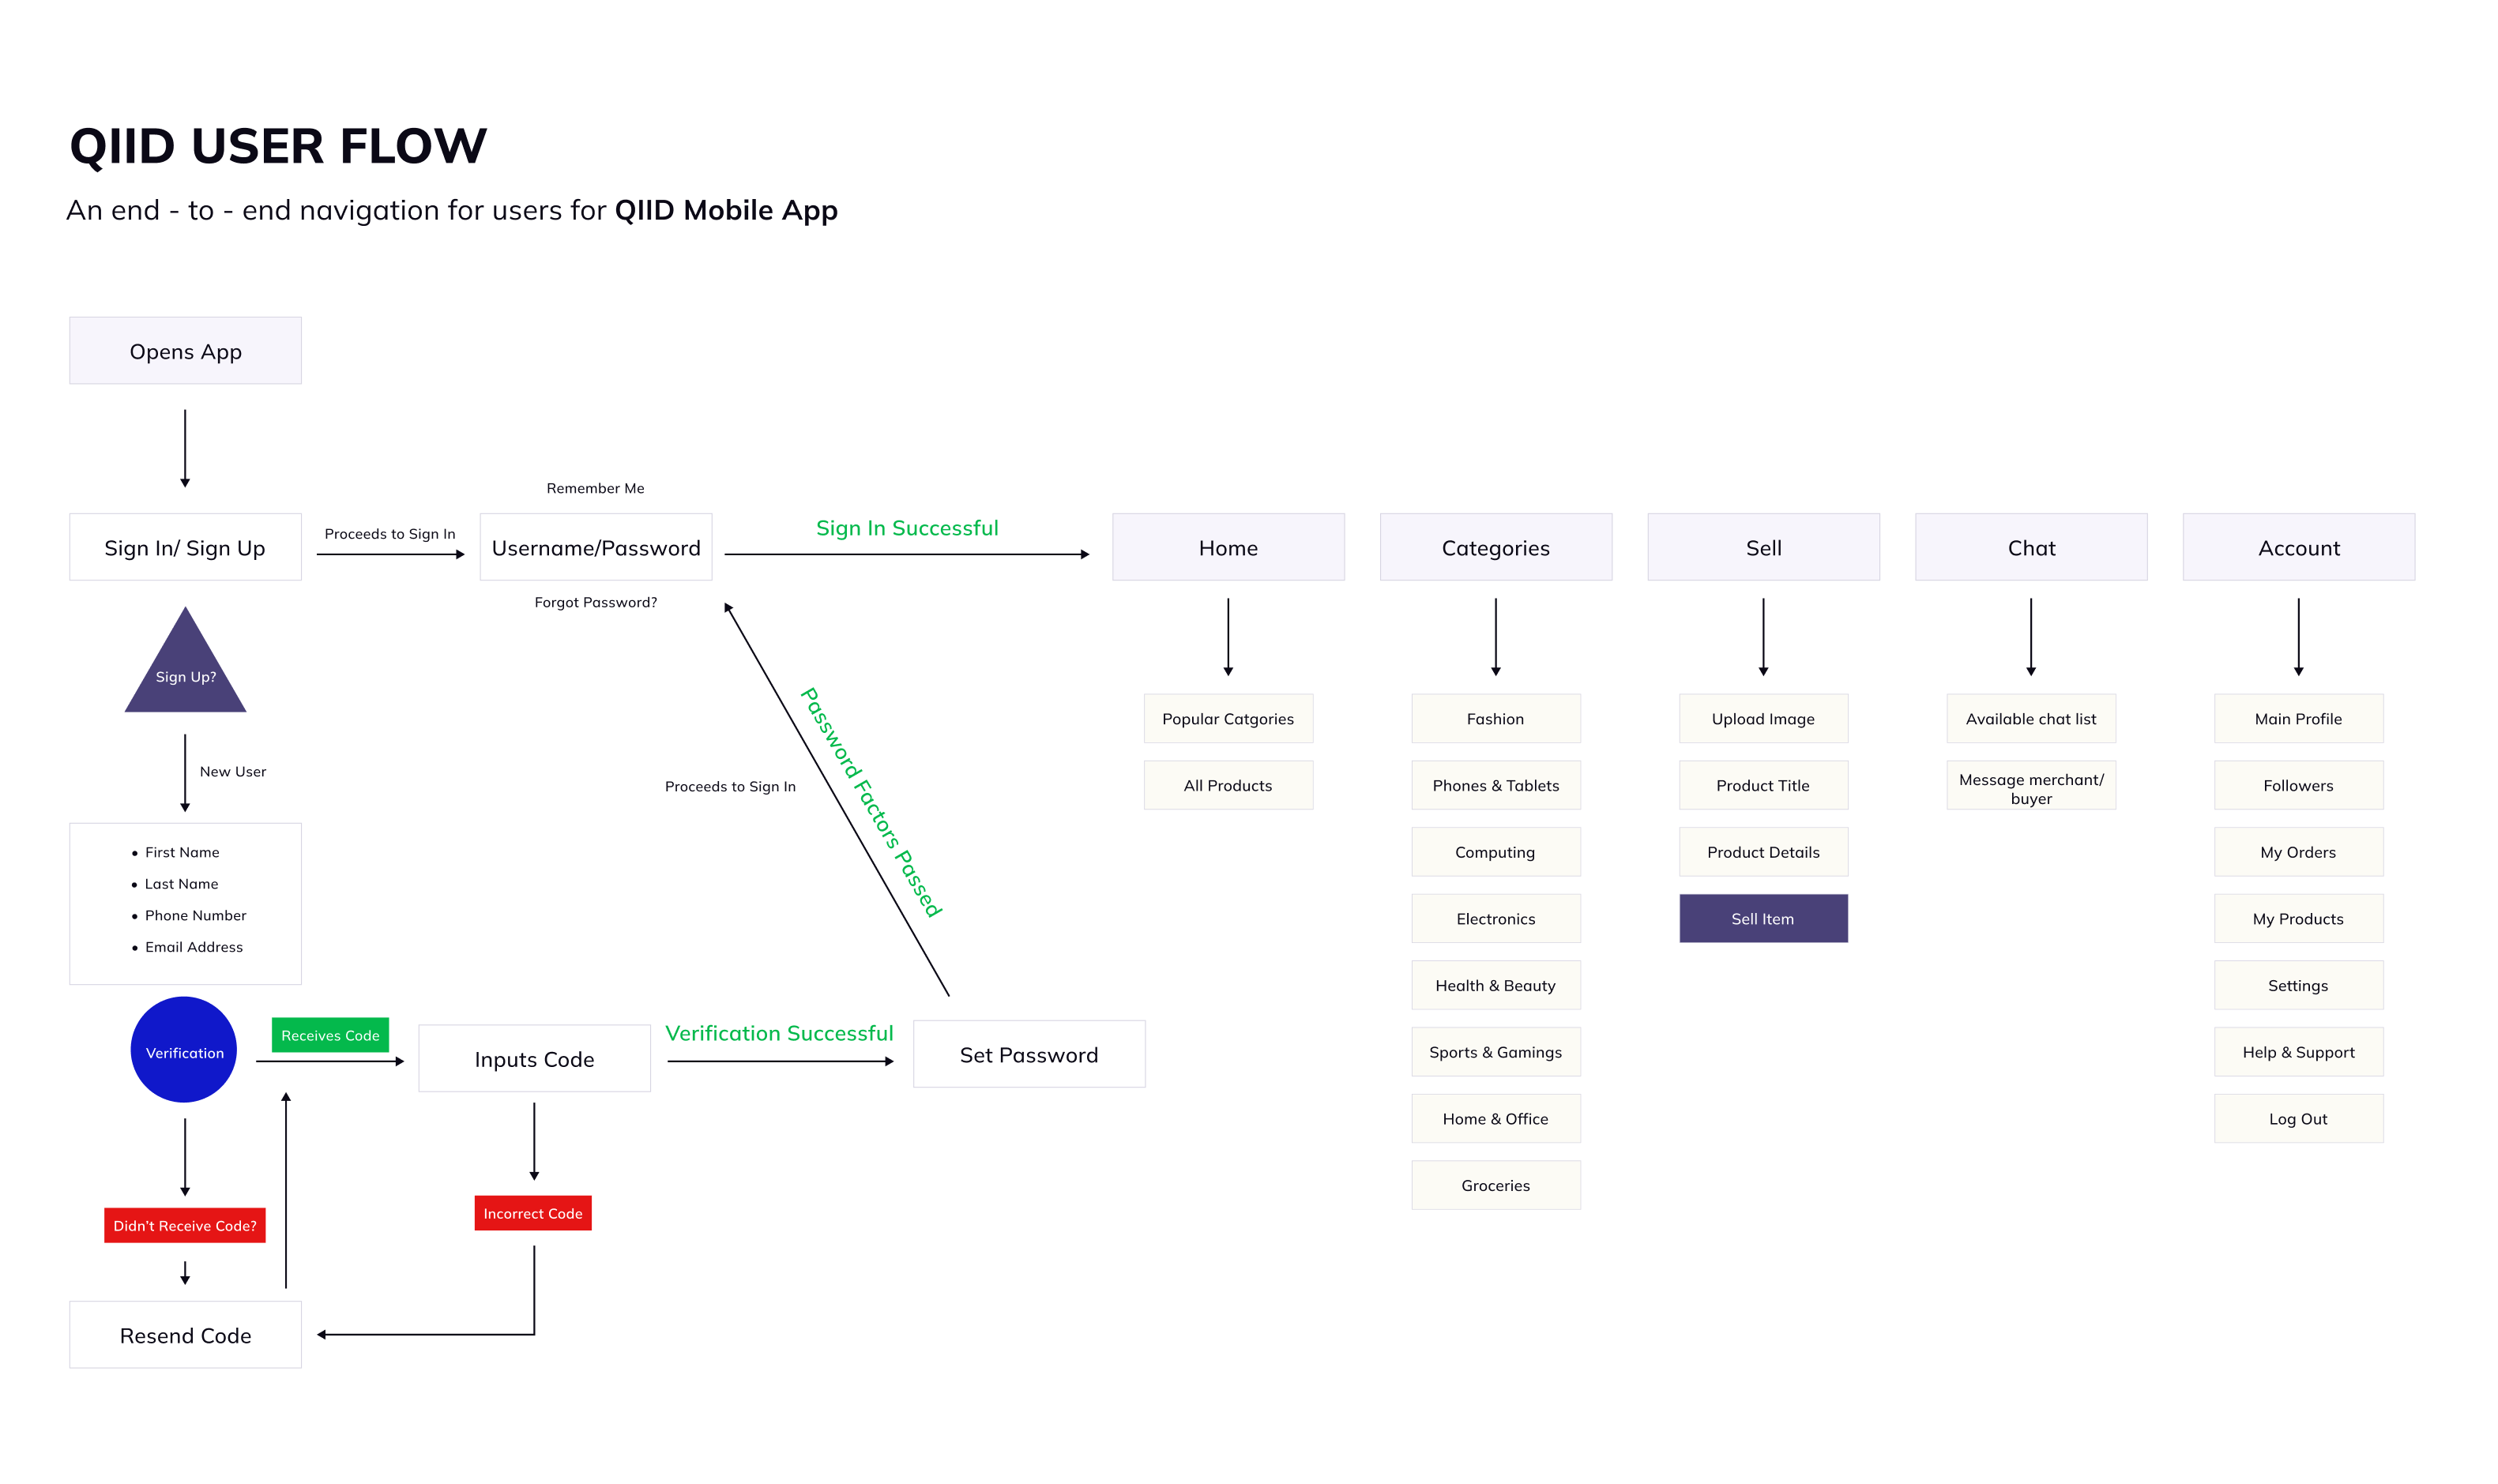 QIID USER FLOW
An end - to - end navigation for users for QIID Mobile App
Opens App
Sign In/ Sign Up
Proceeds to Sign In
Remember Me
Username/Password
Forgot Password?
Sign In Successful
Sign Up?
New User
• First Name
• Last Name
• Phone Number
• Email Address
Verification
Receives Code
Inputs Code
Verification Successful
Set Password
Proceeds to Sign In
Password Factors Passed
Didn't Receive Code?
Incorrect Code
Resend Code
Home
Popular Catgories
All Products
Categories
Fashion
Phones & Tablets
Computing
Electronics
Health & Beauty
Sports & Gamings
Home & Office
Groceries
Sell
Upload Image
Product Title
Product Details
Sell Item
Chat
Available chat list
Message merchant/
buyer
Account
Main Profile
Followers
My Orders
My Products
Settings
Help & Support
Log Out